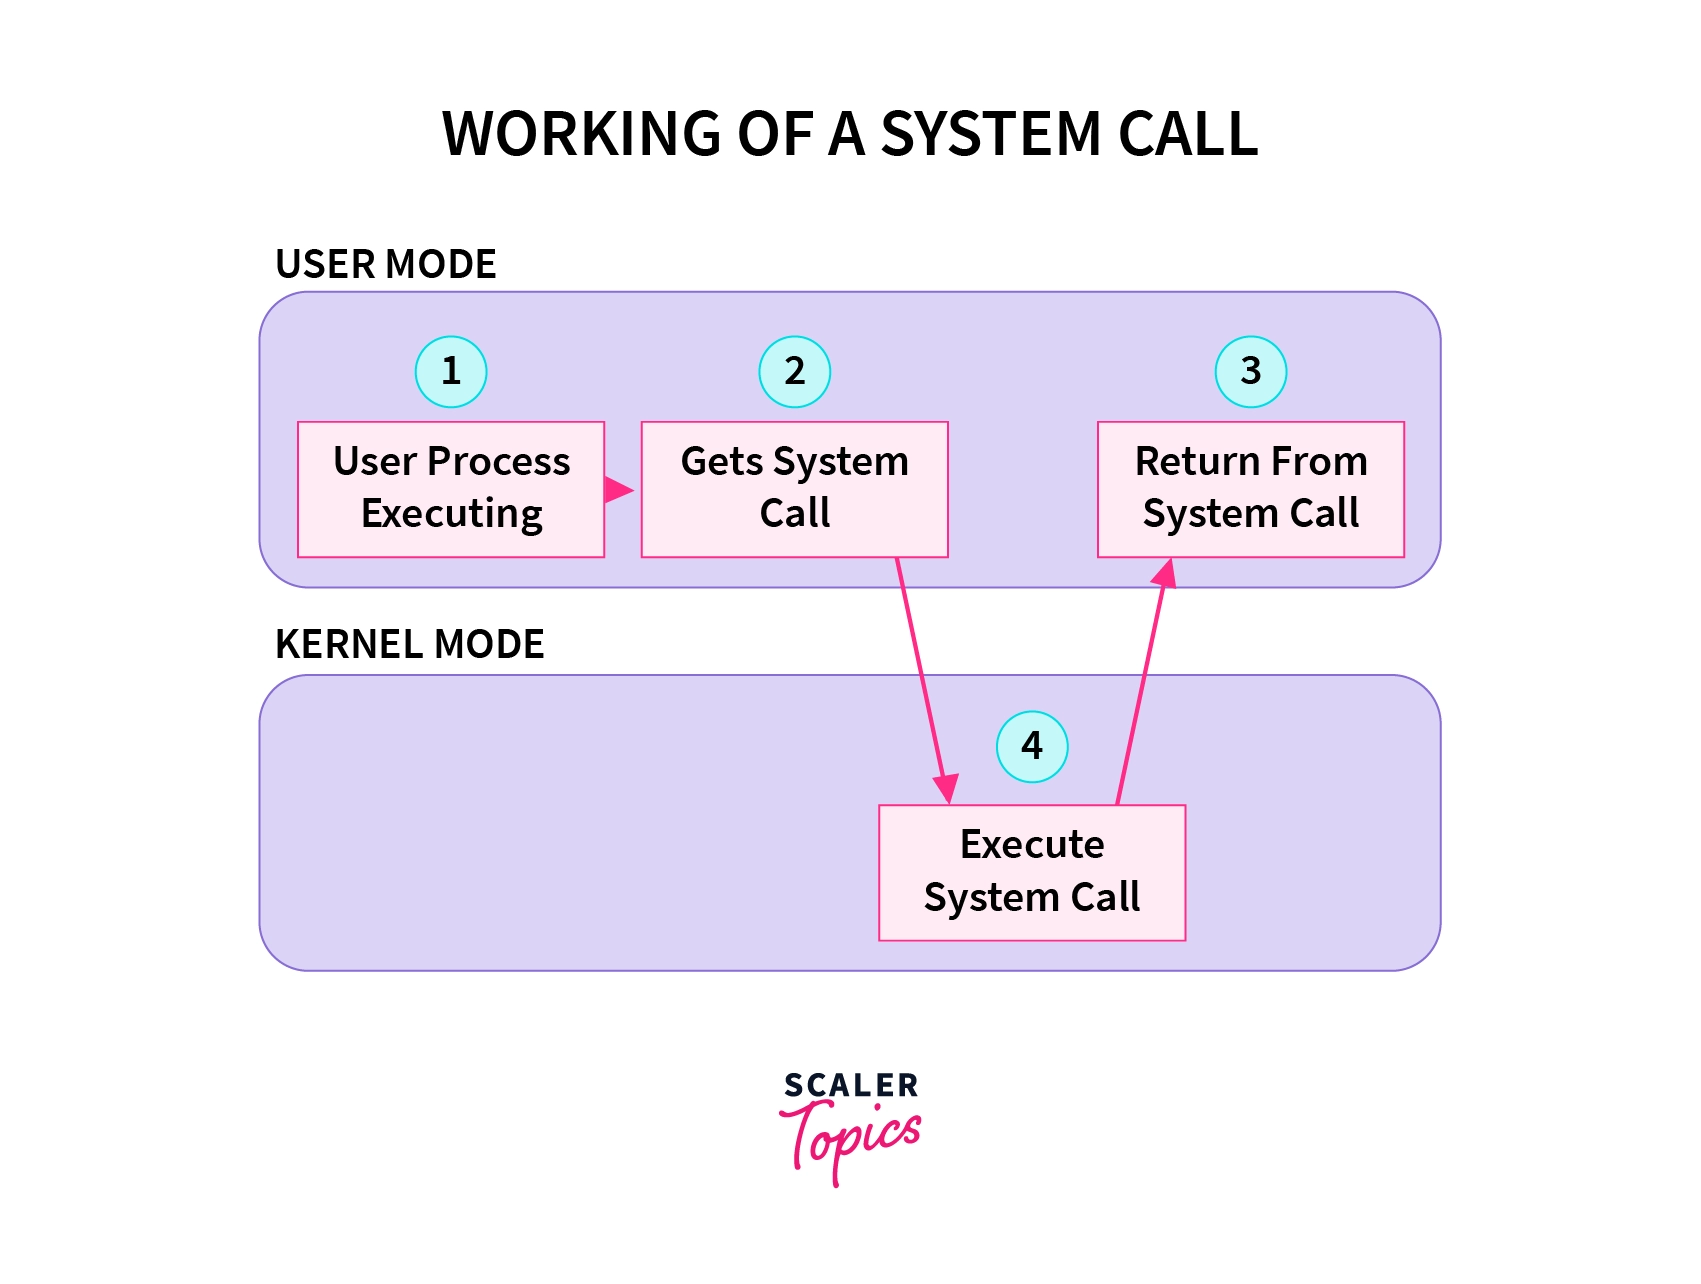 WORKING OF A SYSTEM CALL
USER MODE
1
User Process
Executing
2
Gets System
Call
3
Return From
System Call
KERNEL MODE
4
Execute
System Call
SCALER
Topics